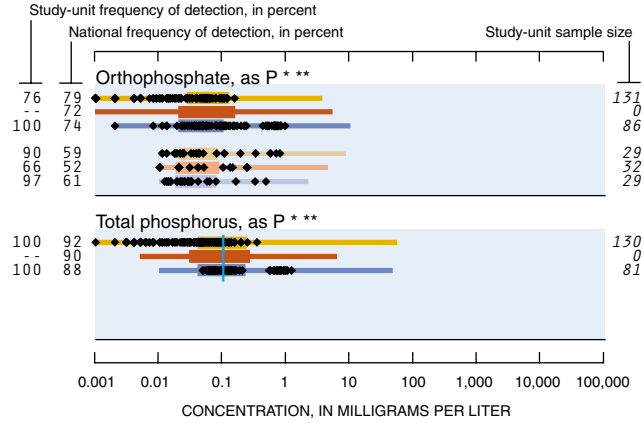 Study-unit frequency of detection, in percent
National frequency of detection, in percent
Study-unit sample size
Orthophosphate, as P * **
76 79 131
-- 72 0
100 74 86
90 59 29
66 52 32
97 61 29
Total phosphorus, as P * **
100 92 130
-- 90 0
100 88 81
0.001 0.01 0.1 1 10 100 1,000 10,000 100,000
CONCENTRATION, IN MILLIGRAMS PER LITER